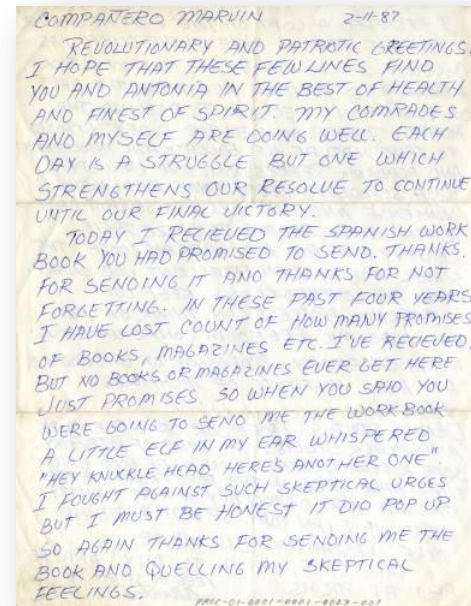 COMPAÑERO MARVIN 2-11-87
REVOLUTIONARY AND PATRIOTIC GREETINGS.
I HOPE THAT THESE FEW LINES FIND
YOU AND ANTONIA IN THE BEST OF HEALTH
AND FINEST OF SPIRIT. MY COMRADES
AND MYSELF ARE DOING WELL. EACH
DAY IS A STRUGGLE BUT ONE WHICH
STRENGTHENS OUR RESOLVE TO CONTINUE
UNTIL OUR FINAL VICTORY.
TODAY I RECIEVED THE SPANISH WORK
BOOK YOU HAD PROMISED TO SEND. THANKS.
FOR SENDING IT AND THANKS FOR NOT
FORGETTING. IN THESE PAST FOUR YEARS
I HAVE LOST COUNT OF HOW MANY PROMISES
OF BOOKS, MAGAZINES ETC. I'VE RECIEVED,
BUT NO BOOKS OR MAGAZINES EVER GET HERE
JUST PROMISES. SO WHEN YOU SAID YOU
WERE GOING TO SEND ME THE WORK BOOK
A LITTLE ELF IN MY EAR WHISPERED
"HEY KNUCKLE HEAD HERE'S ANOTHER ONE".
I FOUGHT AGAINST SUCH SKEPTICAL URGES
BUT I MUST BE HONEST IT DID POP UP.
SO AGAIN THANKS FOR SENDING ME THE
BOOK AND QUELLING MY SKEPTICAL
FEELINGS.